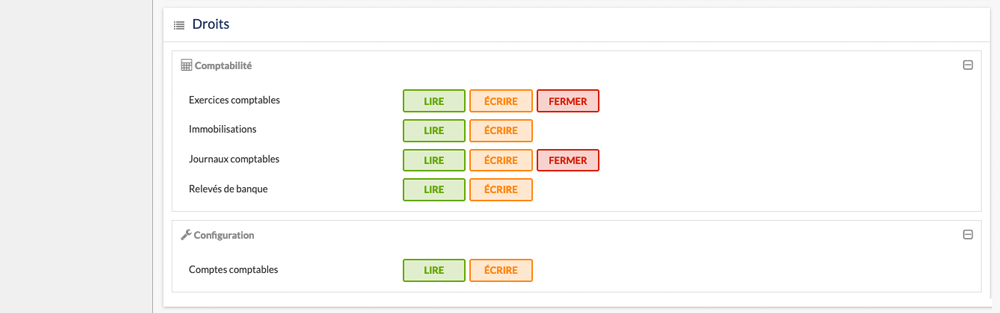 Droits
Comptabilité
Exercices comptables LIRE ÉCRIRE FERMER
Immobilisations LIRE ÉCRIRE
Journaux comptables LIRE ÉCRIRE FERMER
Relevés de banque LIRE ÉCRIRE
Configuration
Comptes comptables LIRE ÉCRIRE